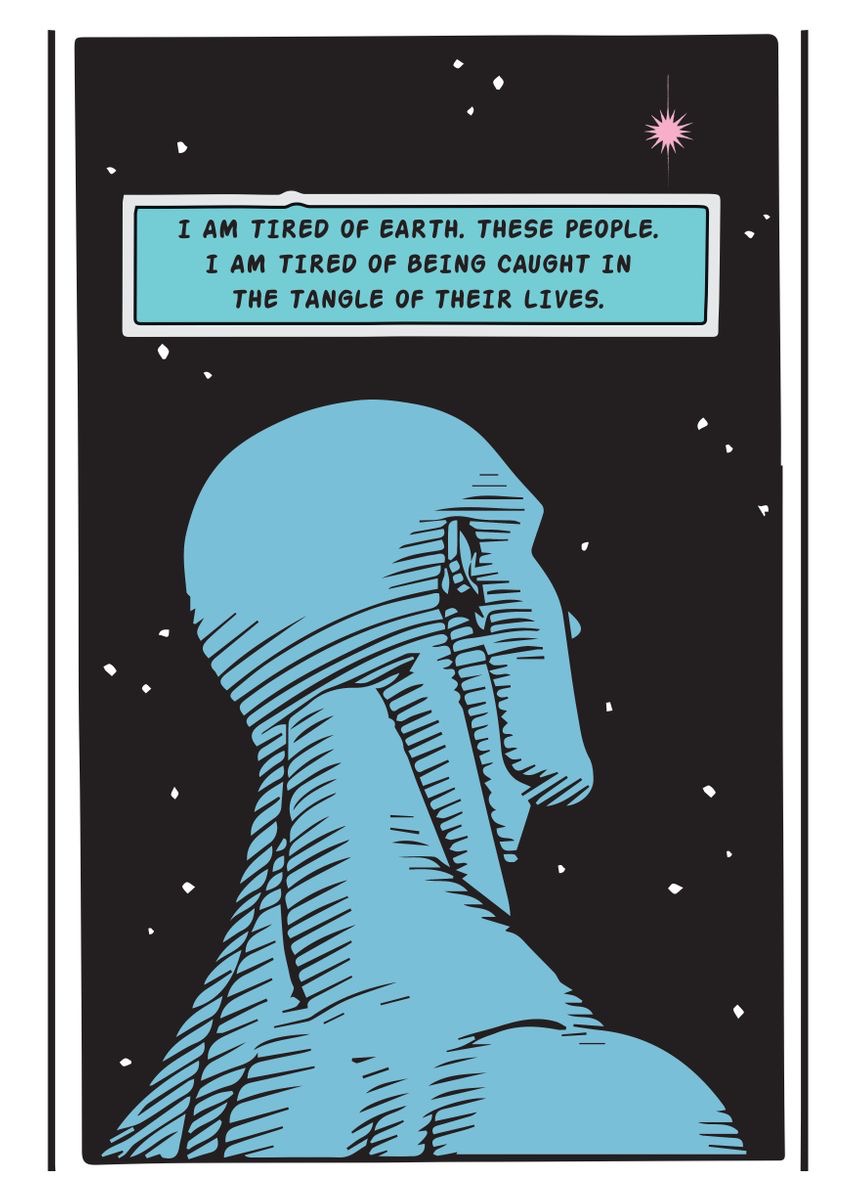 I AM TIRED OF EARTH. THESE PEOPLE.
I AM TIRED OF BEING CAUGHT IN
THE TANGLE OF THEIR LIVES.